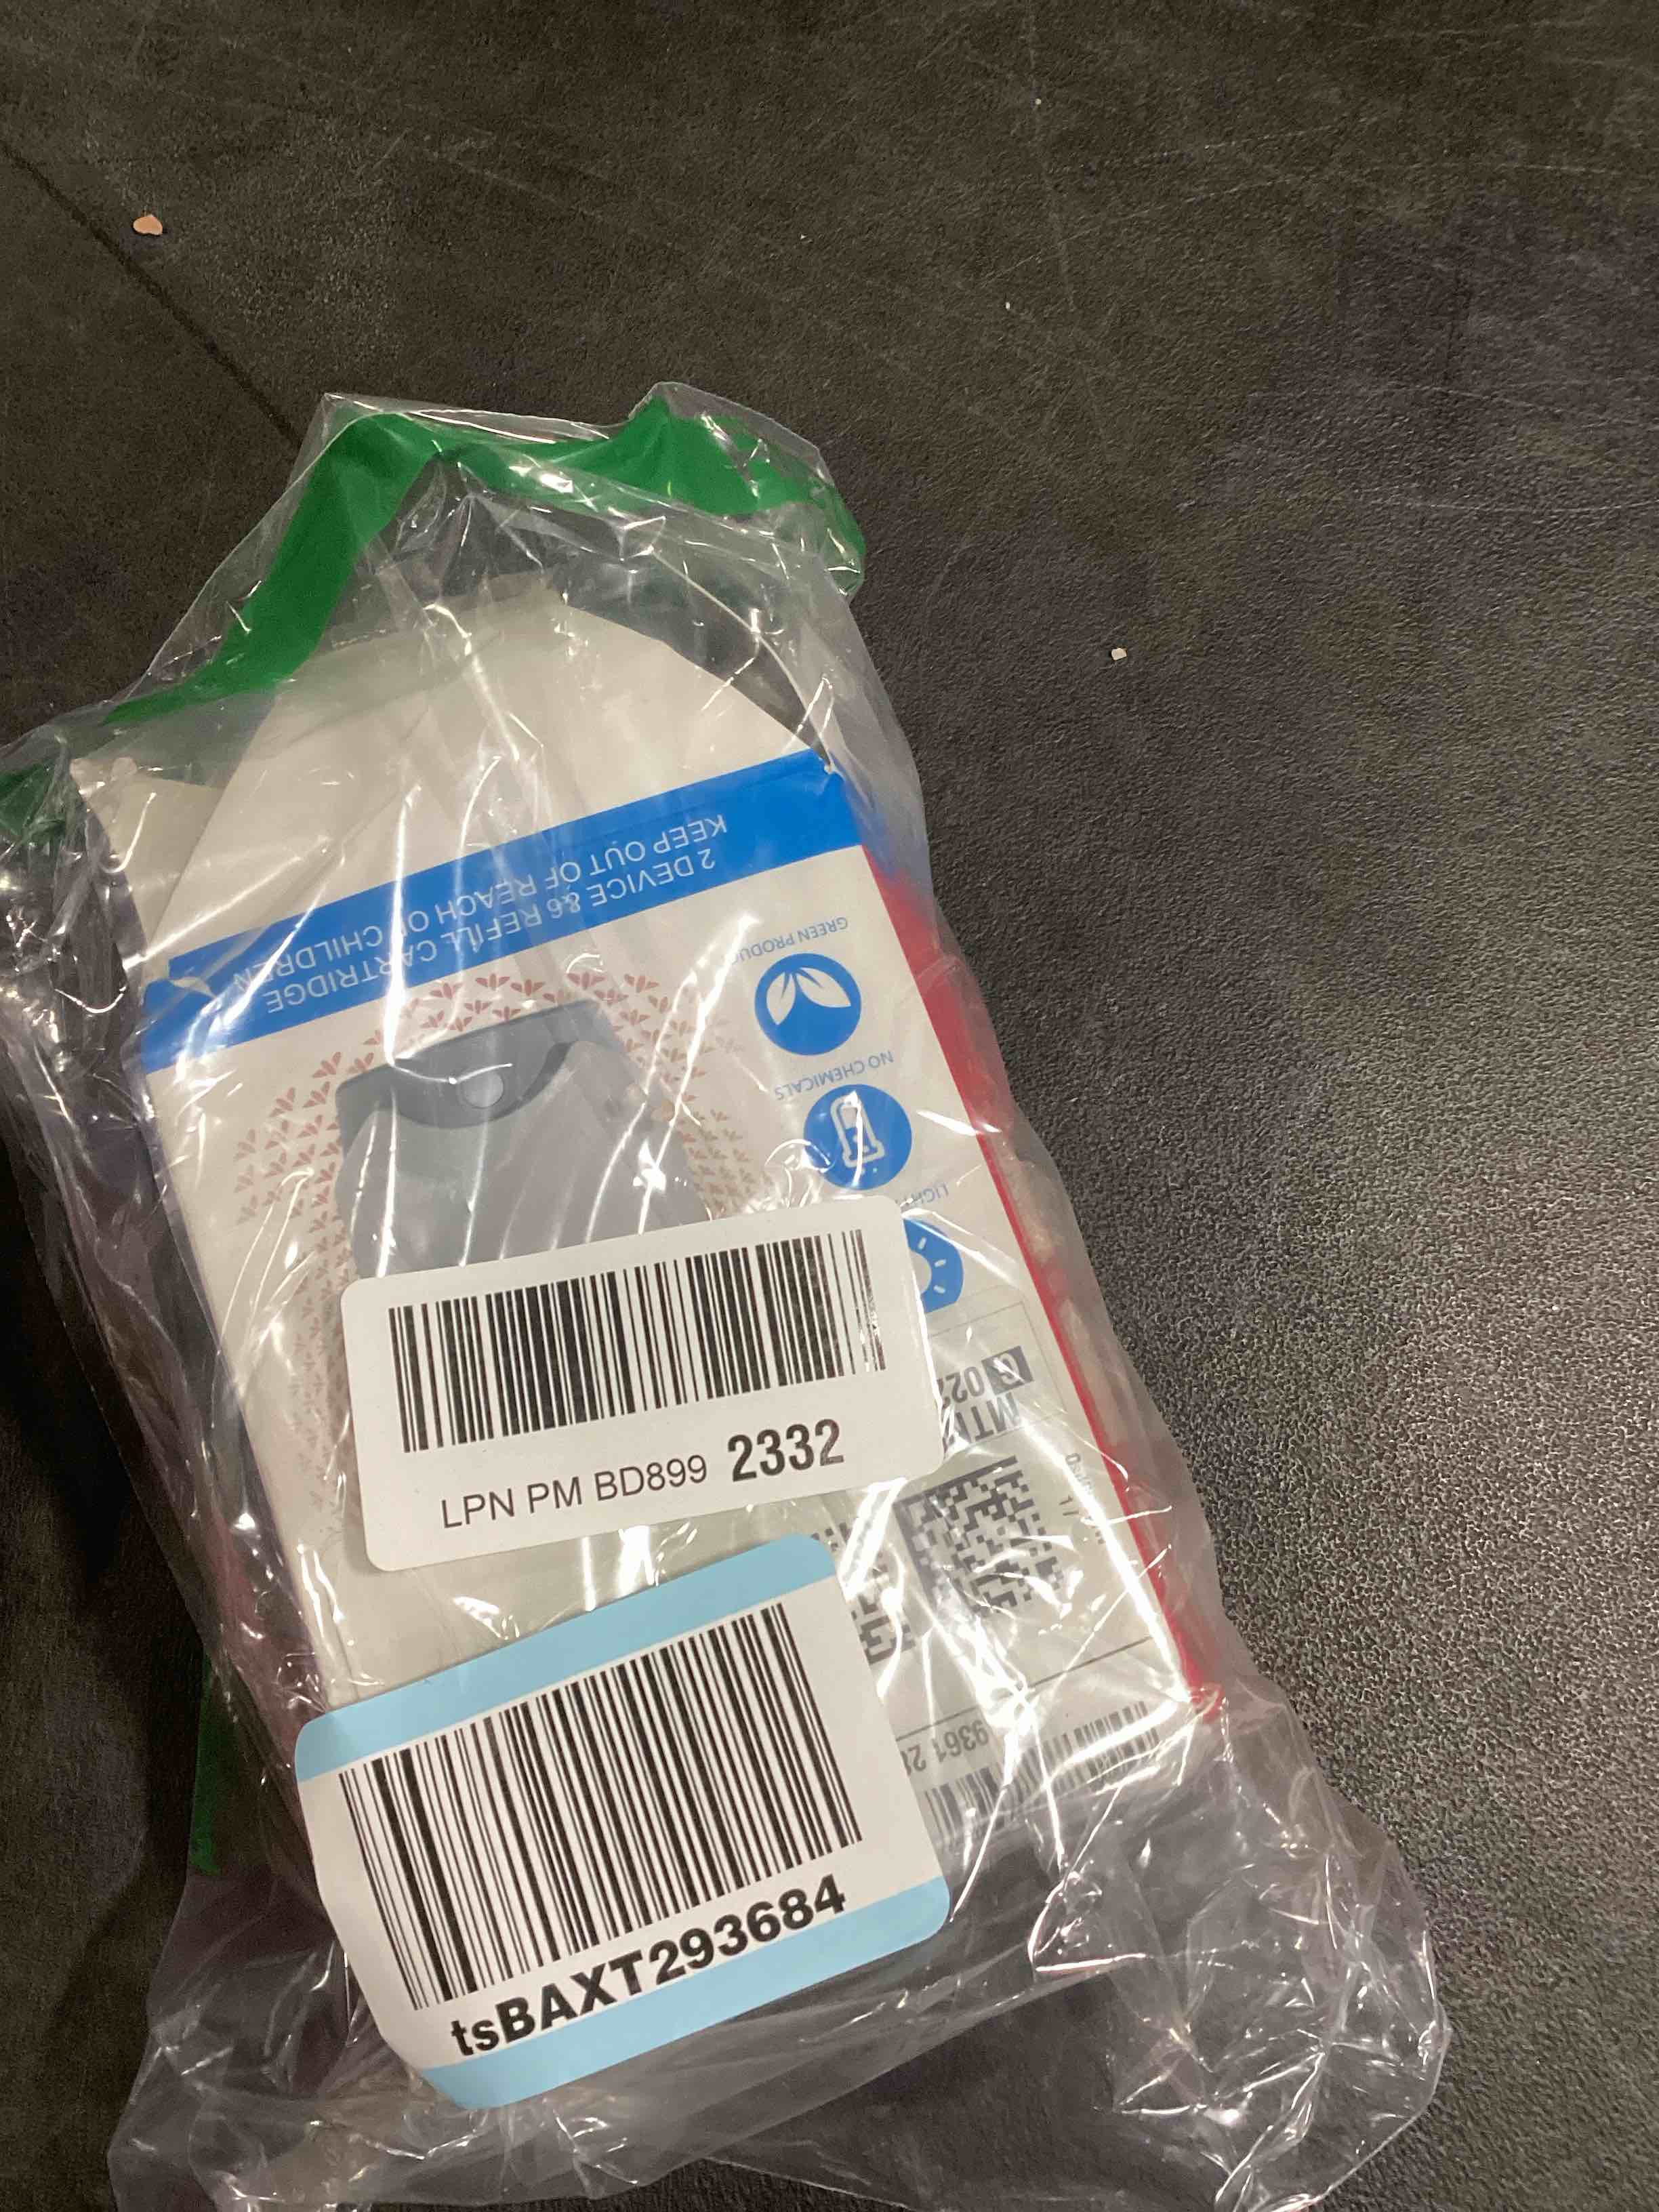 2 DEVICE & 6 REFILL CARTRIDGE
KEEP OUT OF REACH OF CHILDREN
GREEN
NO CHEMICALS
LPN PM BD899 2332
9361
tsBAXT293684